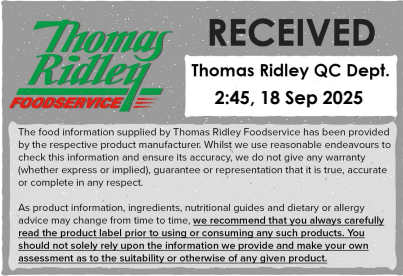 Thomas
Ridley
FOODSERVICE
RECEIVED
Thomas Ridley QC Dept.
2:45, 18 Sep 2025
The food information supplied by Thomas Ridley Foodservice has been provided
by the respective product manufacturer. Whilst we use reasonable endeavours to
check this information and ensure its accuracy, we do not give any warranty
(whether express or implied), guarantee or representation that it is true, accurate
or complete in any respect.
As product information, ingredients, nutritional guides and dietary or allergy
advice may change from time to time, we recommend that you always carefully
read the product label prior to using or consuming any such products. You
should not solely rely upon the information we provide and make your own
assessment as to the suitability or otherwise of any given product.